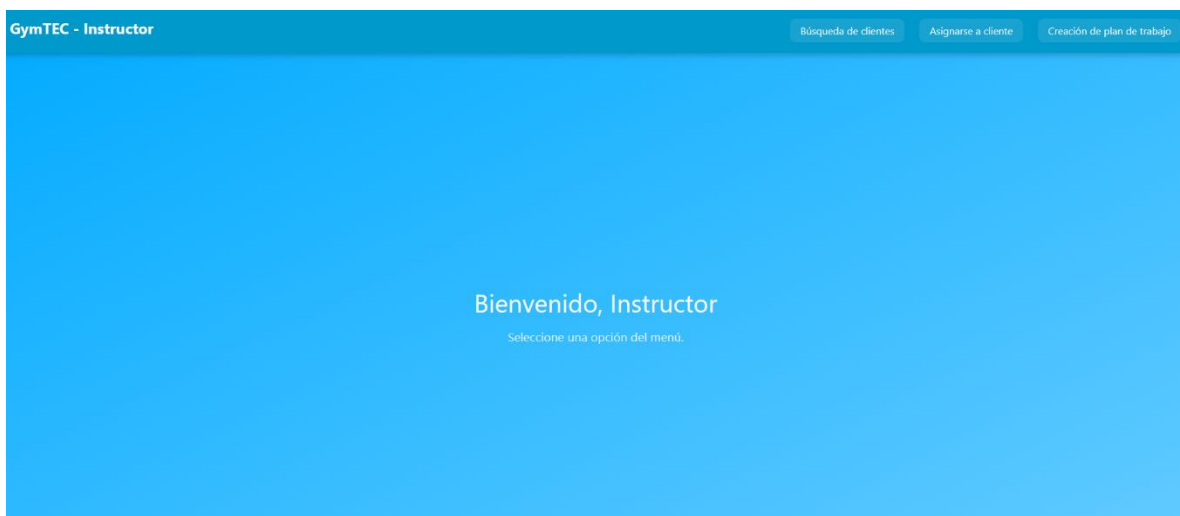 GymTEC - Instructor
Búsqueda de clientes
Asignarse a cliente
Creación de plan de trabajo
Bienvenido, Instructor
Seleccione una opción del menú.